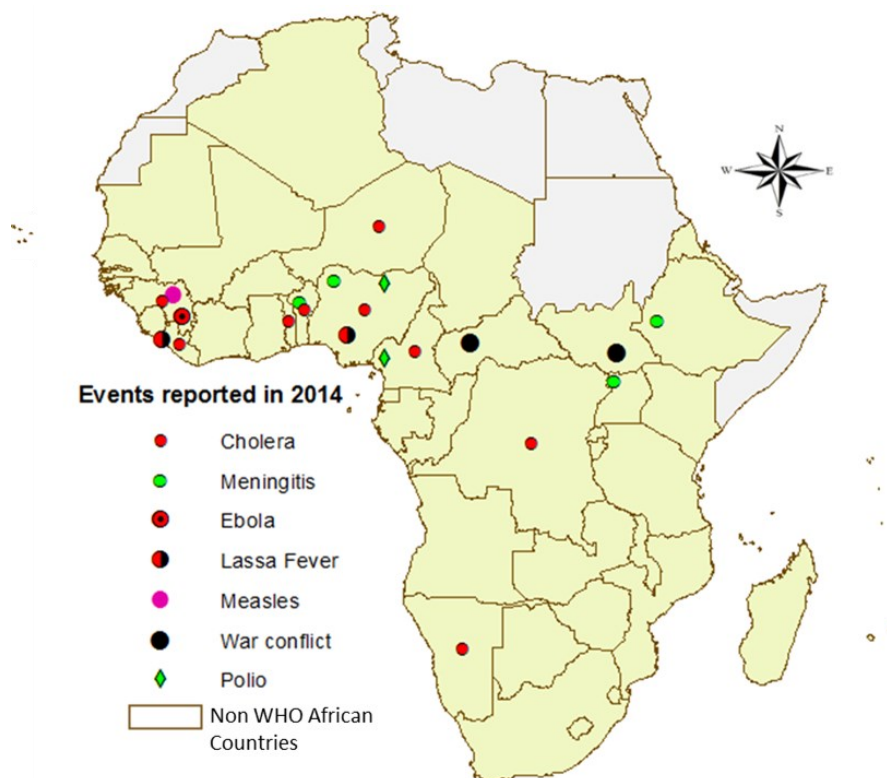 N
W E
S
Events reported in 2014
Cholera
Meningitis
Ebola
Lassa Fever
Measles
War conflict
Polio
Non WHO African
Countries